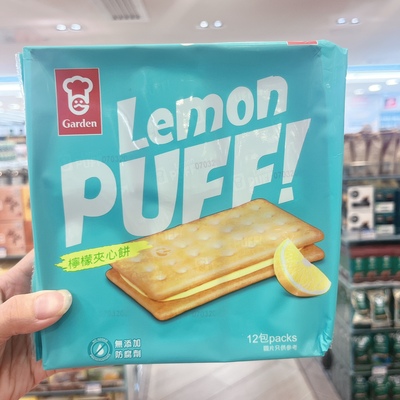 Garden
Lemon
PUFF!
檸檬夾心餅
12包packs
圖片只供參考
無添加
防腐劑